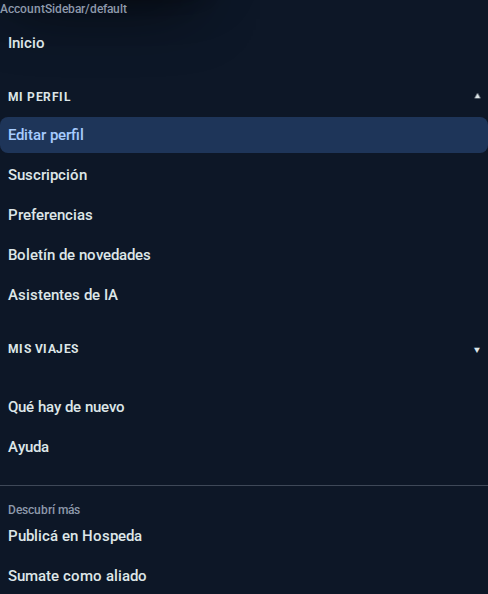 AccountSidebar/default
Inicio
MI PERFIL
Editar perfil
Suscripción
Preferencias
Boletín de novedades
Asistentes de IA
MIS VIAJES
Qué hay de nuevo
Ayuda
Descubrí más
Publicá en Hospeda
Sumate como aliado